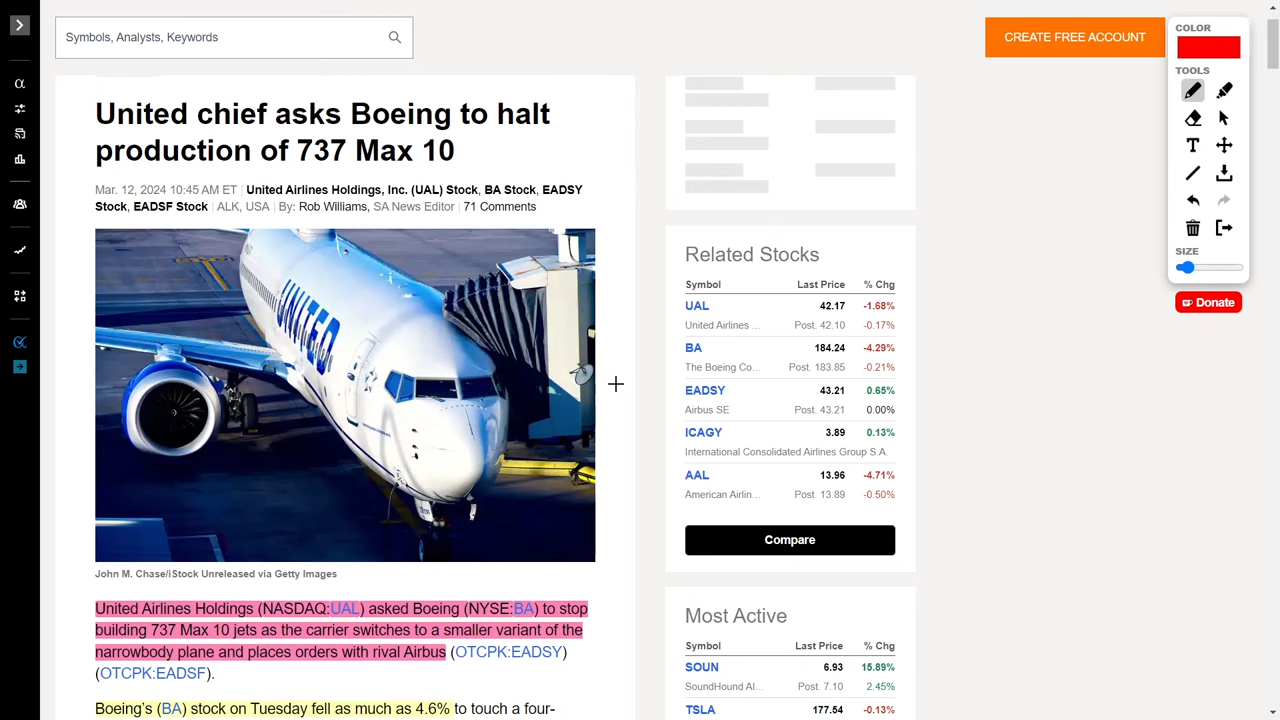 Symbols, Analysts, Keywords
CREATE FREE ACCOUNT
United chief asks Boeing to halt
production of 737 Max 10
Mar. 12, 2024 10:45 AM ET | United Airlines Holdings, Inc. (UAL) Stock, BA Stock, EADSY
Stock, EADSF Stock | ALK, USA | By: Rob Williams, SA News Editor | 71 Comments
UNITED
John M. Chase/iStock Unreleased via Getty Images
United Airlines Holdings (NASDAQ:UAL) asked Boeing (NYSE:BA) to stop
building 737 Max 10 jets as the carrier switches to a smaller variant of the
narrowbody plane and places orders with rival Airbus (OTCPK:EADSY)
(OTCPK:EADSF).
Boeing's (BA) stock on Tuesday fell as much as 4.6% to touch a four-
Related Stocks
Symbol Last Price % Chg
UAL 42.17 -1.68%
United Airlines ... Post. 42.10 -0.17%
BA 184.24 -4.29%
The Boeing Co... Post. 183.85 -0.21%
EADSY 43.21 0.65%
Airbus SE Post. 43.21 0.00%
ICAGY 3.89 0.13%
International Consolidated Airlines Group S.A.
AAL 13.96 -4.71%
American Airlin... Post. 13.89 -0.50%
Compare
Most Active
Symbol Last Price % Chg
SOUN 6.93 15.89%
SoundHound AI... Post. 7.10 2.45%
TSLA 177.54 -0.13%
COLOR
TOOLS
T
SIZE
Donate